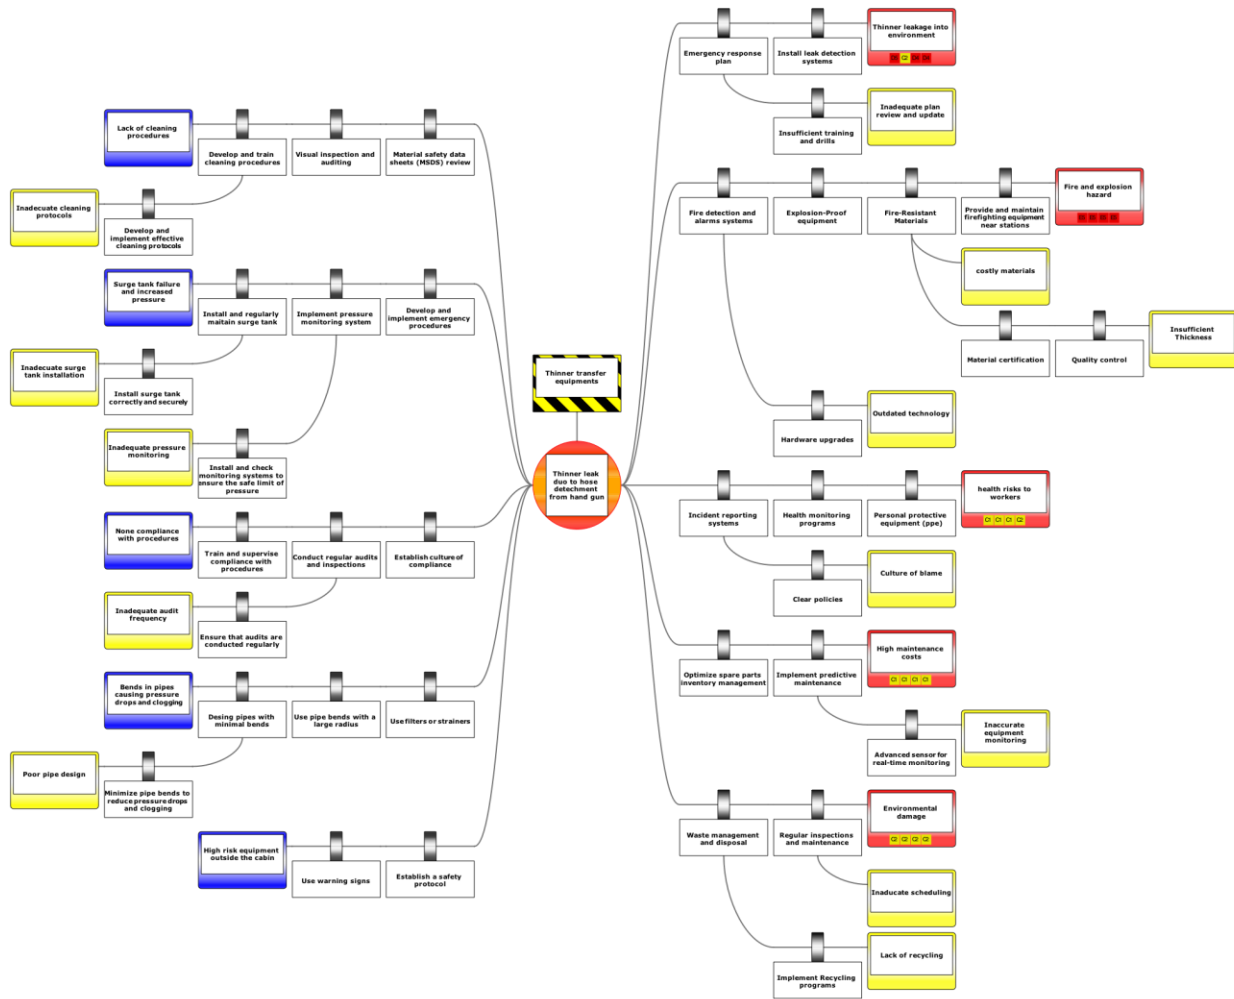 Lack of cleaning
procedures
Develop and train
cleaning procedures
Visual inspection and
auditing
Material safety data
sheets (MSDS) review
Inadecuate cleaning
protocols
Develop and
implement effective
cleaning protocols
Surge tank failure
and increased
pressure
Install and regularly
maitain surge tank
Implement pressure
monitoring system
Develop and
implement emergency
procedures
Inadecuate surge
tank installation
Install surge tank
correctly and securely
Inadequate pressure
monitoring
Install and check
monitoring systems to
ensure the safe limit of
pressure
None compliance
with procedures
Train and supervise
compliance with
procedures
Conduct regular audits
and inspections
Establish culture of
compliance
Inadequate audit
frequency
Ensure that audits are
conducted regularly
Bends in pipes
causing pressure
drops and clogging
Desing pipes with
minimal bends
Use pipe bends with a
large radius
Use filters or strainers
Poor pipe design
Minimize pipe bends to
reduce pressure drops
and clogging
High risk equipment
outside the cabin
Use warning signs
Establish a safety
protocol
Thinner transfer
equipments
Thinner leak
duo to hose
detechment
from hand gun
Emergency response
plan
Install leak detection
systems
Thinner leakage into
environment
C2
Insufficient training
and drills
Inadequate plan
review and update
Fire detection and
alarms systems
Explosion-Proof
equipment
Fire-Resistant
Materials
Provide and maintain
firefighting equipment
near stations
Fire and explosion
hazard
costly materials
Material certification
Quality control
Insufficient
Thickness
Hardware upgrades
Outdated technology
Incident reporting
systems
Health monitoring
programs
Personal protective
equipment (ppe)
health risks to
workers
C1 C1 C1 C2
Clear policies
Culture of blame
Optimize spare parts
inventory management
Implement predictive
maintenance
High maintenance
costs
C1 C1 C1 C1
Advanced sensor for
real-time monitoring
Inaccurate
equipment
monitoring
Waste management
and disposal
Regular inspections
and maintenance
Environmental
damage
C2 C2 C2 C2
Inaducate scheduling
Implement Recycling
programs
Lack of recycling